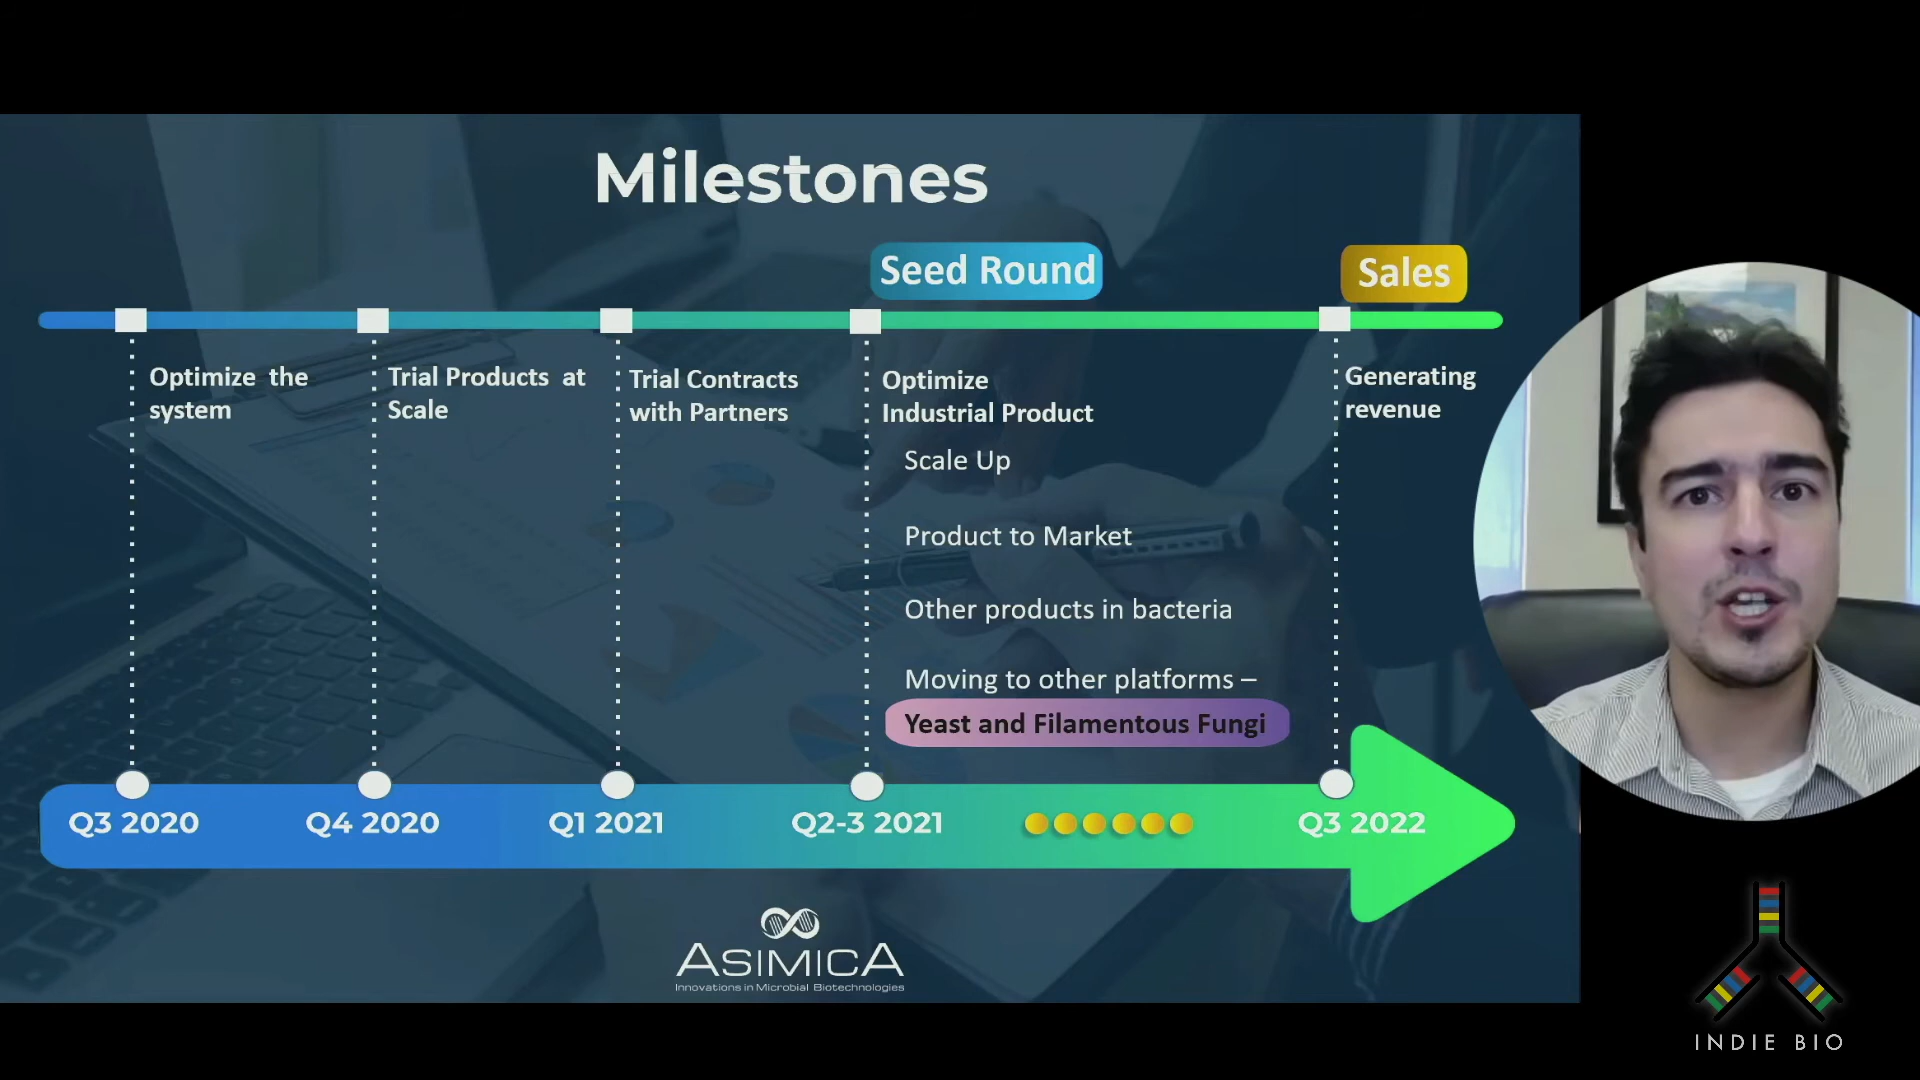 Milestones
Seed Round
Sales
Optimize the
system
Trial Products at
Scale
Trial Contracts
with Partners
Optimize
Industrial Product
Scale Up
Product to Market
Other products in bacteria
Moving to other platforms –
Yeast and Filamentous Fungi
Generating
revenue
Q3 2020
Q4 2020
Q1 2021
Q2-3 2021
Q3 2022
ASIMICA
Innovations in Microbial Biotechnologies
INDIE BIO